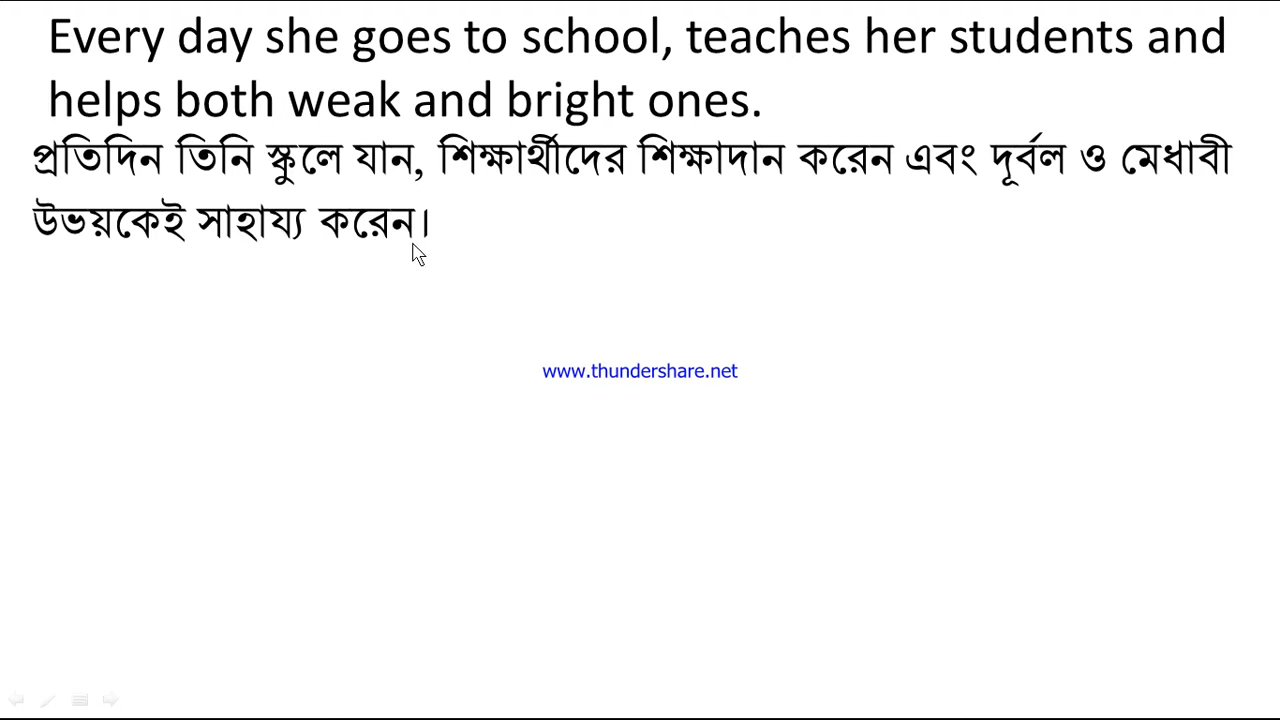 Every day she goes to school, teaches her students and
helps both weak and bright ones.
প্রতিদিন তিনি স্কুলে যান, শিক্ষার্থীদের শিক্ষাদান করেন এবং দূর্বল ও মেধাবী
উভয়কেই সাহায্য করেন।
www.thundershare.net